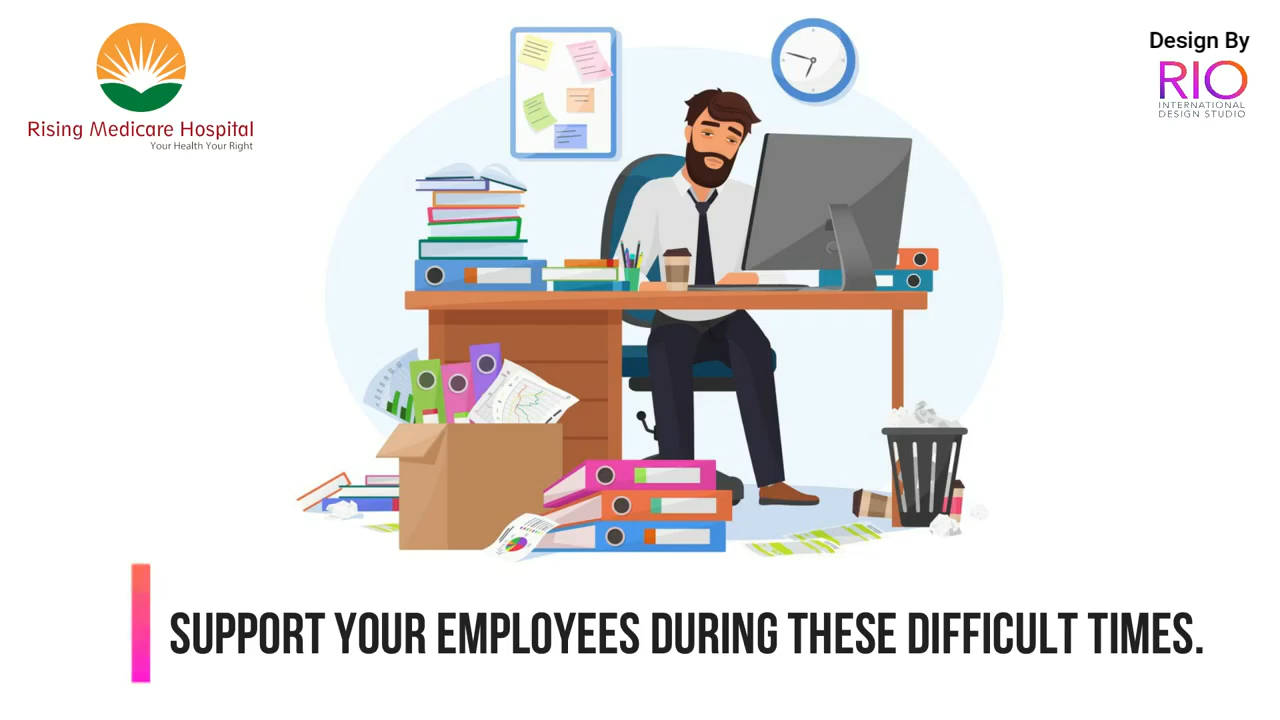 Rising Medicare Hospital
Your Health Your Right
Design By
RIO
INTERNATIONAL
DESIGN STUDIO
SUPPORT YOUR EMPLOYEES DURING THESE DIFFICULT TIMES.